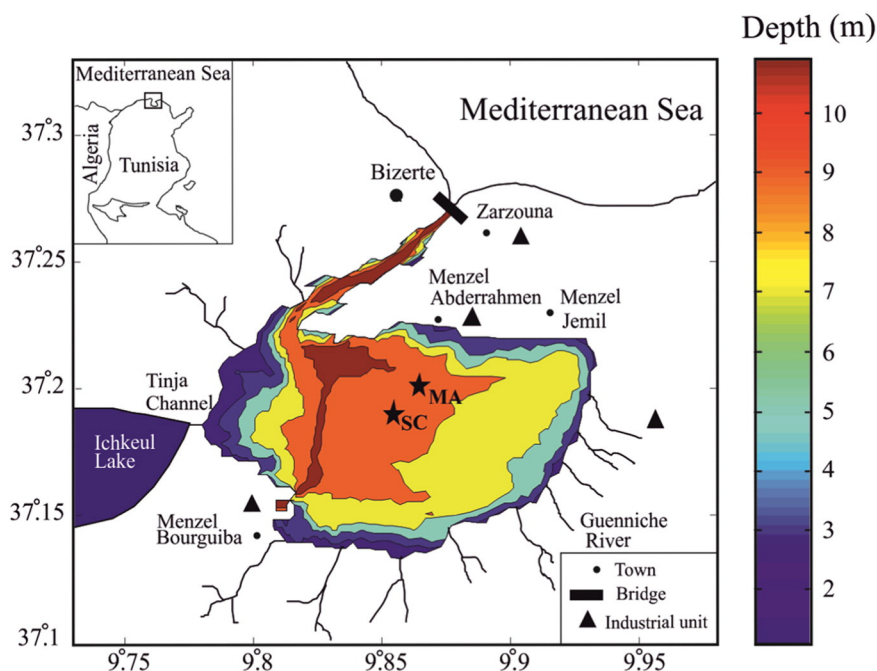 Depth (m)
Mediterranean Sea
Algeria
Tunisia
Mediterranean Sea
Bizerte
Zarzouna
Menzel
Abderrahmen
Menzel
Jemil
Tinja
Channel
MA
SC
Ichkeul
Lake
Menzel
Bourguiba
Guenniche
River
Town
Bridge
Industrial unit
37°3
37°25
37°2
37°15
37°1
9.75
9.8
9.85
9.9
9.95
10
9
8
7
6
5
4
3
2